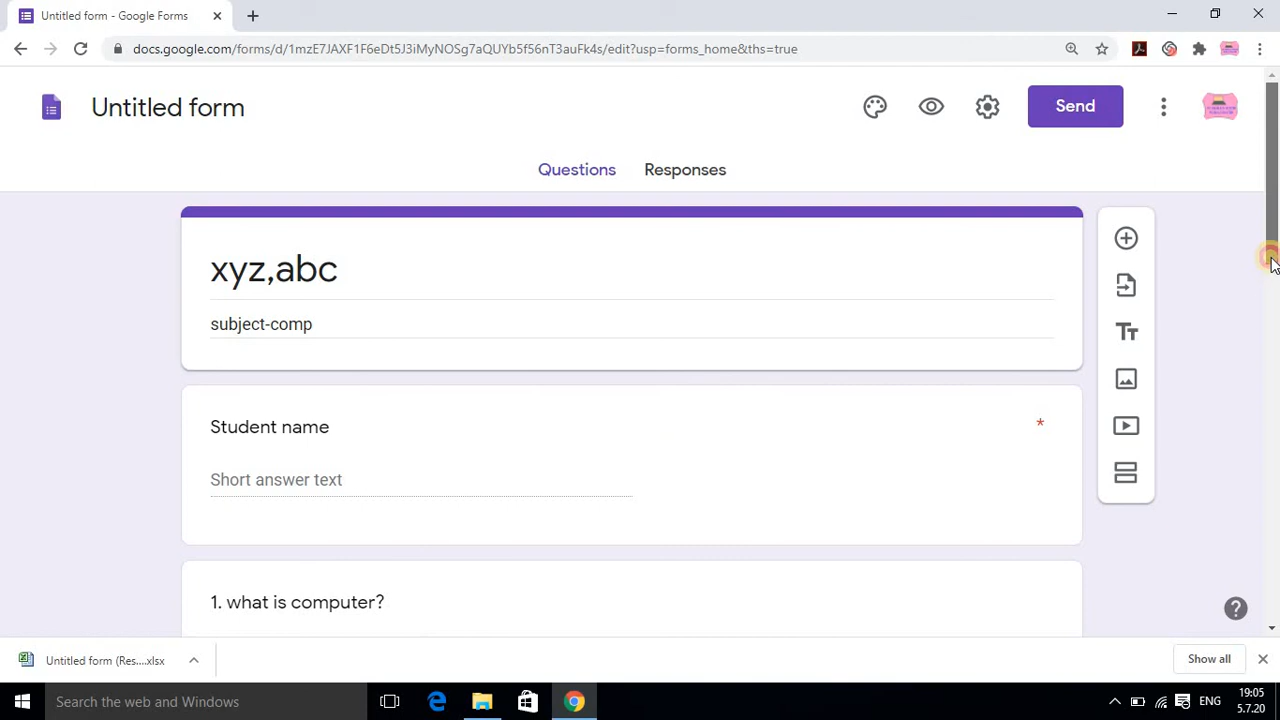 Untitled form - Google Forms
docs.google.com/forms/d/1mzE7JAXF1F6eDt5J3iMyNOSg7aQUYb5f56nT3auFk4s/edit?usp=forms_home&ths=true
Untitled form
Send
Questions
Responses
xyz,abc
subject-comp
Student name
*
Short answer text
1. what is computer?
Untitled form (Res....xlsx
Show all
Search the web and Windows
ENG
19:05
5.7.20